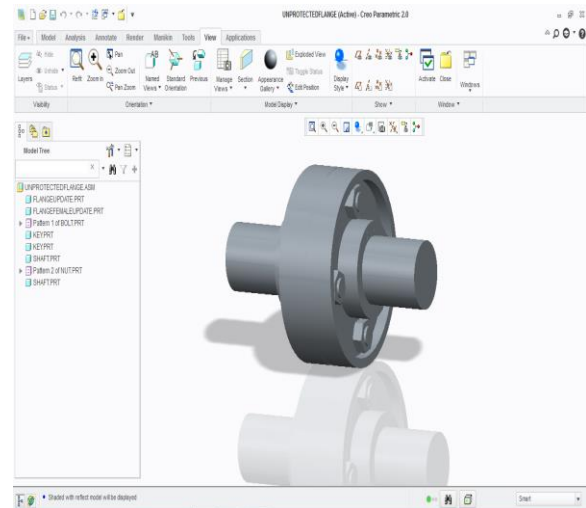 UNPROTECTEDFLANGE (Active) - Creo Parametric 2.0
File Model Analysis Annotate Render Manikin Tools View Applications
Layers
Hide
Unhide
Status
Visibility
Refit
Zoom In
Pan
Zoom Out
Pan Zoom
Named Views
Standard Orientation
Previous
Orientation
Manage Views
Section
Appearance Gallery
Exploded View
Toggle Status
Edit Position
Display Style
Model Display
Show
Activate
Close
Windows
Window
Model Tree
UNPROTECTEDFLANGE.ASM
FLANGEUPDATE.PRT
FLANGEFEMALEUPDATE.PRT
Pattern 1 of BOLT.PRT
KEY.PRT
KEY.PRT
SHAFT.PRT
Pattern 2 of NUT.PRT
SHAFT.PRT
Shaded with reflect model will be displayed
Smart